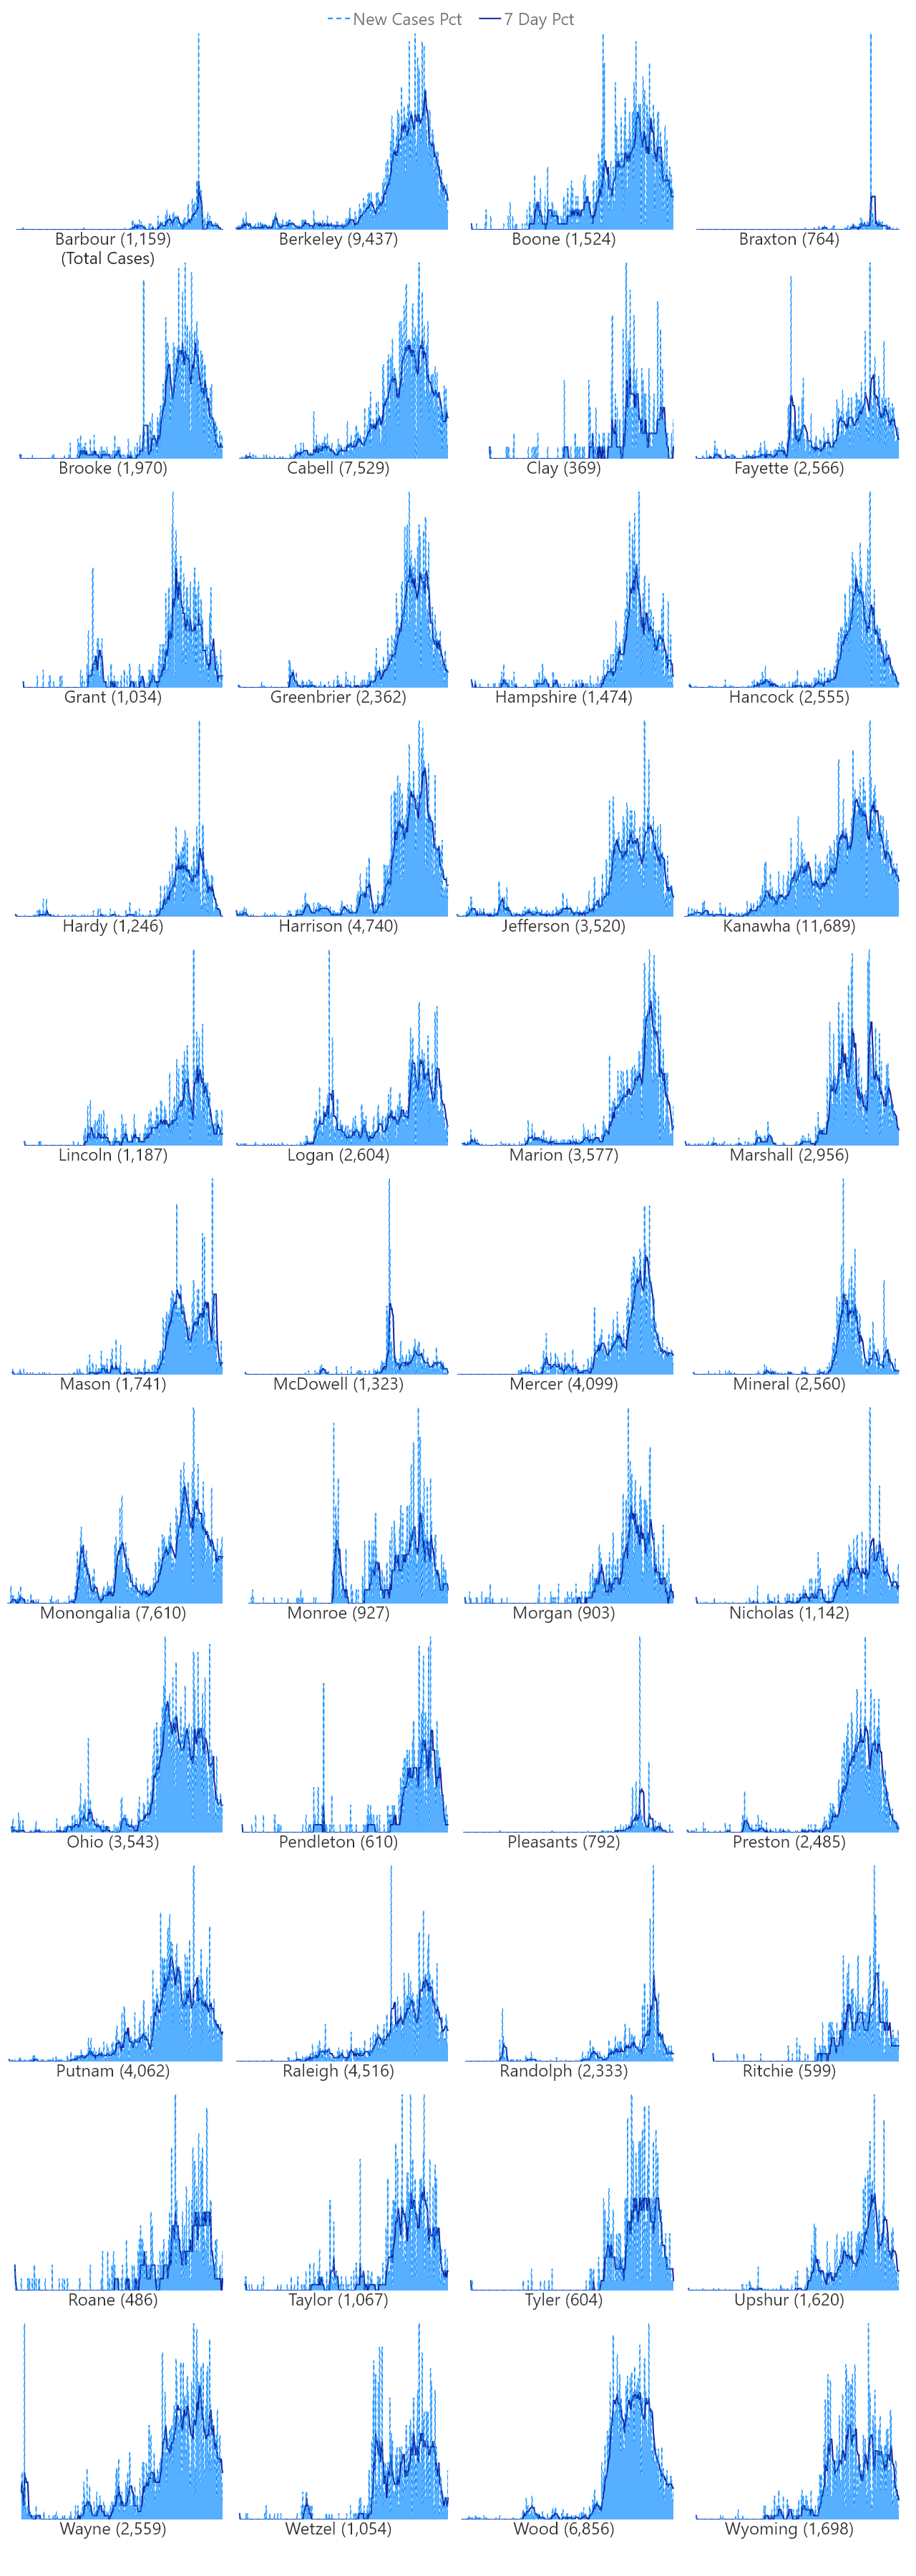 New Cases Pct 7 Day Pct
Barbour (1,159) Berkeley (9,437) Boone (1,524) Braxton (764)
(Total Cases)
Brooke (1,970) Cabell (7,529) Clay (369) Fayette (2,566)
Grant (1,034) Greenbrier (2,362) Hampshire (1,474) Hancock (2,555)
Hardy (1,246) Harrison (4,740) Jefferson (3,520) Kanawha (11,689)
Lincoln (1,187) Logan (2,604) Marion (3,577) Marshall (2,956)
Mason (1,741) McDowell (1,323) Mercer (4,099) Mineral (2,560)
Monongalia (7,610) Monroe (927) Morgan (903) Nicholas (1,142)
Ohio (3,543) Pendleton (610) Pleasants (792) Preston (2,485)
Putnam (4,062) Raleigh (4,516) Randolph (2,333) Ritchie (599)
Roane (486) Taylor (1,067) Tyler (604) Upshur (1,620)
Wayne (2,559) Wetzel (1,054) Wood (6,856) Wyoming (1,698)